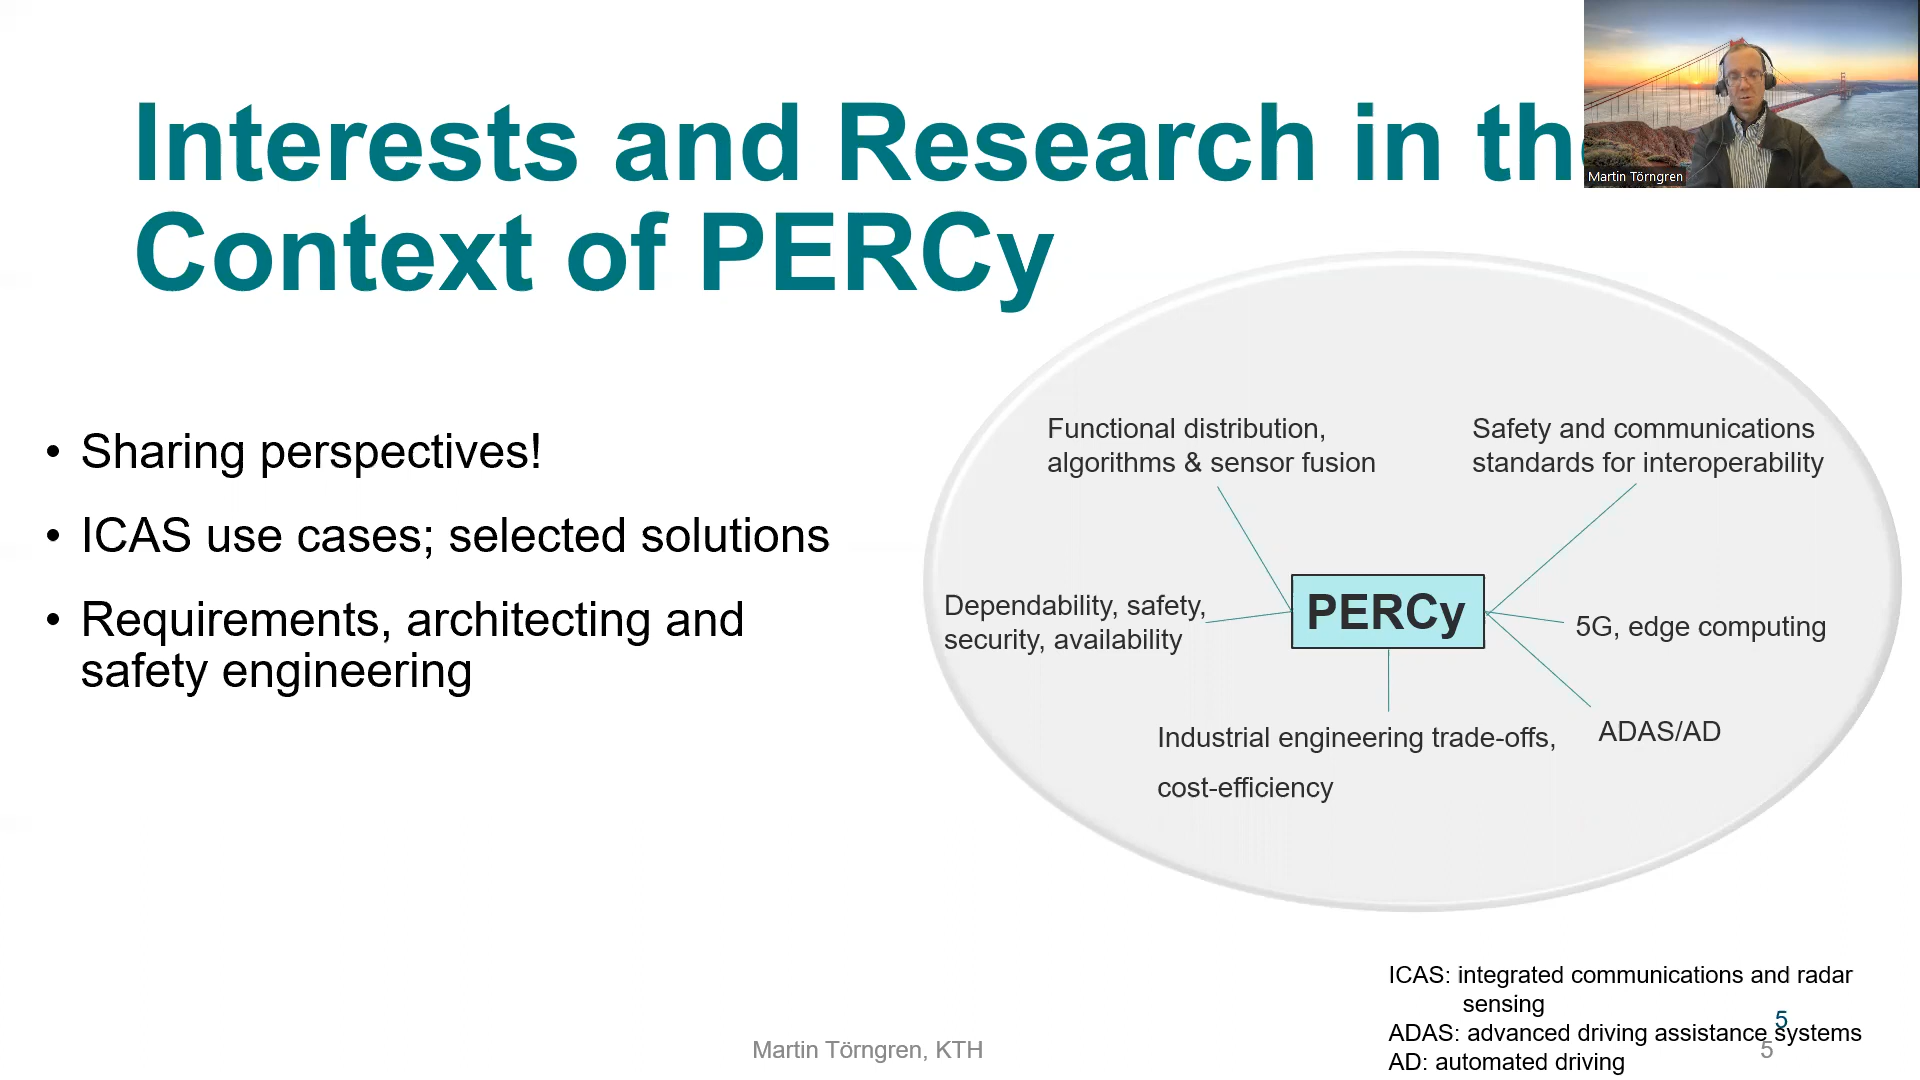 Interests and Research in the
Context of PERCy
Martin Törngren
• Sharing perspectives!
• ICAS use cases; selected solutions
• Requirements, architecting and
safety engineering
Functional distribution,
algorithms & sensor fusion
Safety and communications
standards for interoperability
Dependability, safety,
security, availability
PERCy
5G, edge computing
Industrial engineering trade-offs,
cost-efficiency
ADAS/AD
ICAS: integrated communications and radar
sensing
ADAS: advanced driving assistance systems
AD: automated driving
5
5
Martin Törngren, KTH